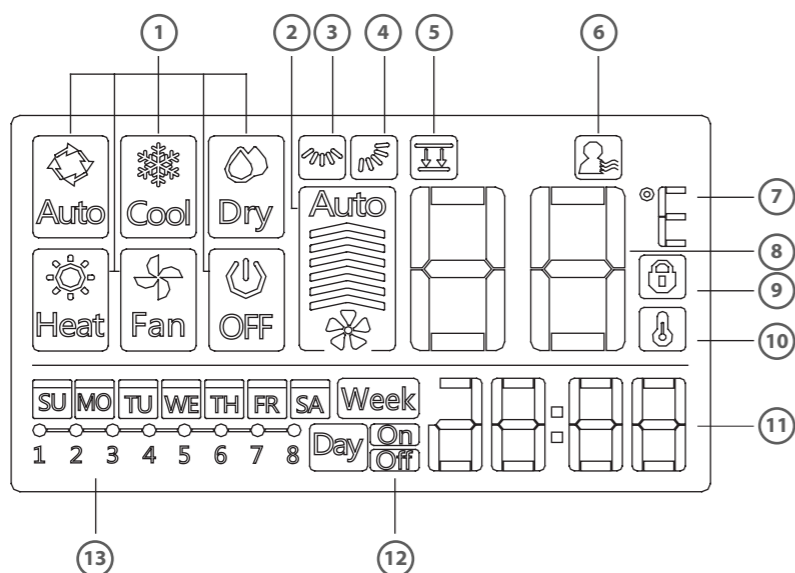 1 2 3 4 5 6
Auto Cool Dry Auto
7
8
Heat Fan OFF
9
10
SU MO TU WE TH FR SA Week
88:88
Day On
Off
11
1 2 3 4 5 6 7 8
13 12